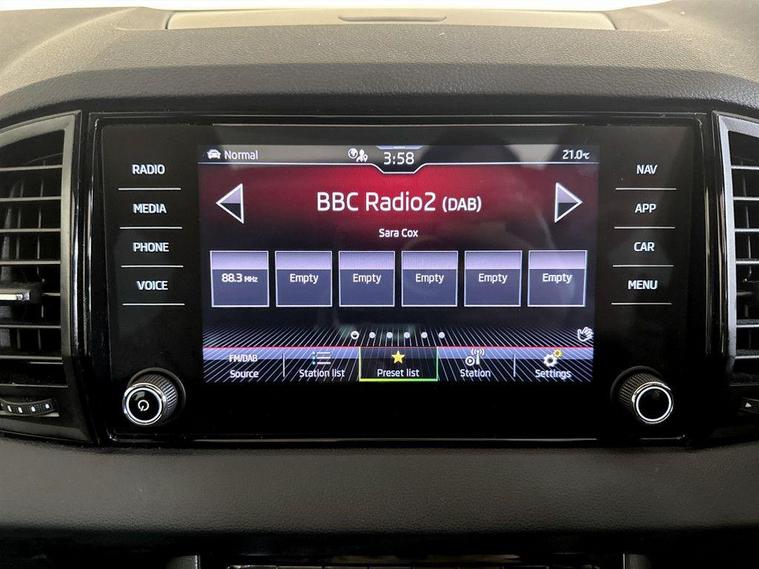 Normal
3:58
21.0°C
RADIO
MEDIA
PHONE
VOICE
BBC Radio2 (DAB)
Sara Cox
88.3 MHz
Empty
Empty
Empty
Empty
Empty
FM/DAB
Source
Station list
Preset list
Station
Settings
NAV
APP
CAR
MENU